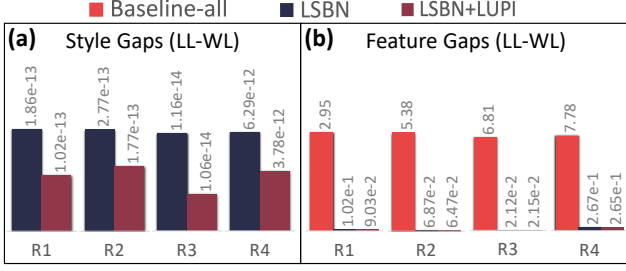 Baseline-all LSBN LSBN+LUPI
(a) Style Gaps (LL-WL)
1.86e-13 1.02e-13 2.77e-13 1.77e-13 1.16e-14 1.06e-14 6.29e-12 3.78e-12
R1 R2 R3 R4
(b) Feature Gaps (LL-WL)
2.95 1.02e-1 9.03e-2 5.38 6.87e-2 6.47e-2 6.81 2.12e-2 2.15e-2 7.78 2.67e-1 2.65e-1
R1 R2 R3 R4